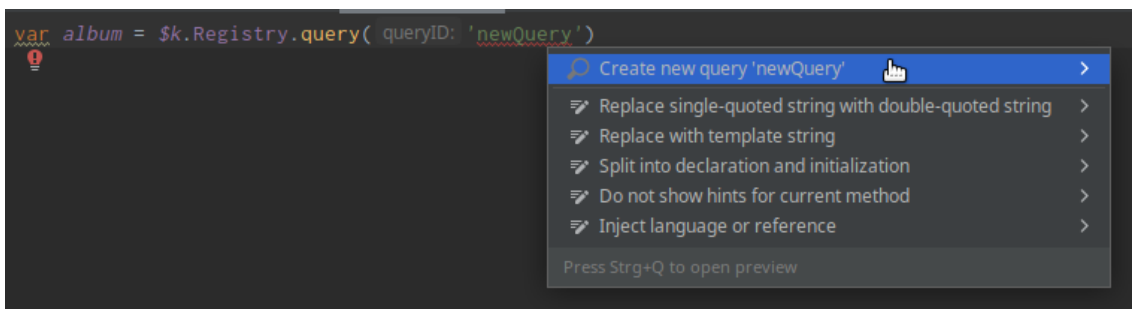 var album = $k.Registry.query( queryID: 'newQuery')
Create new query 'newQuery'
Replace single-quoted string with double-quoted string
Replace with template string
Split into declaration and initialization
Do not show hints for current method
Inject language or reference
Press Strg+Q to open preview